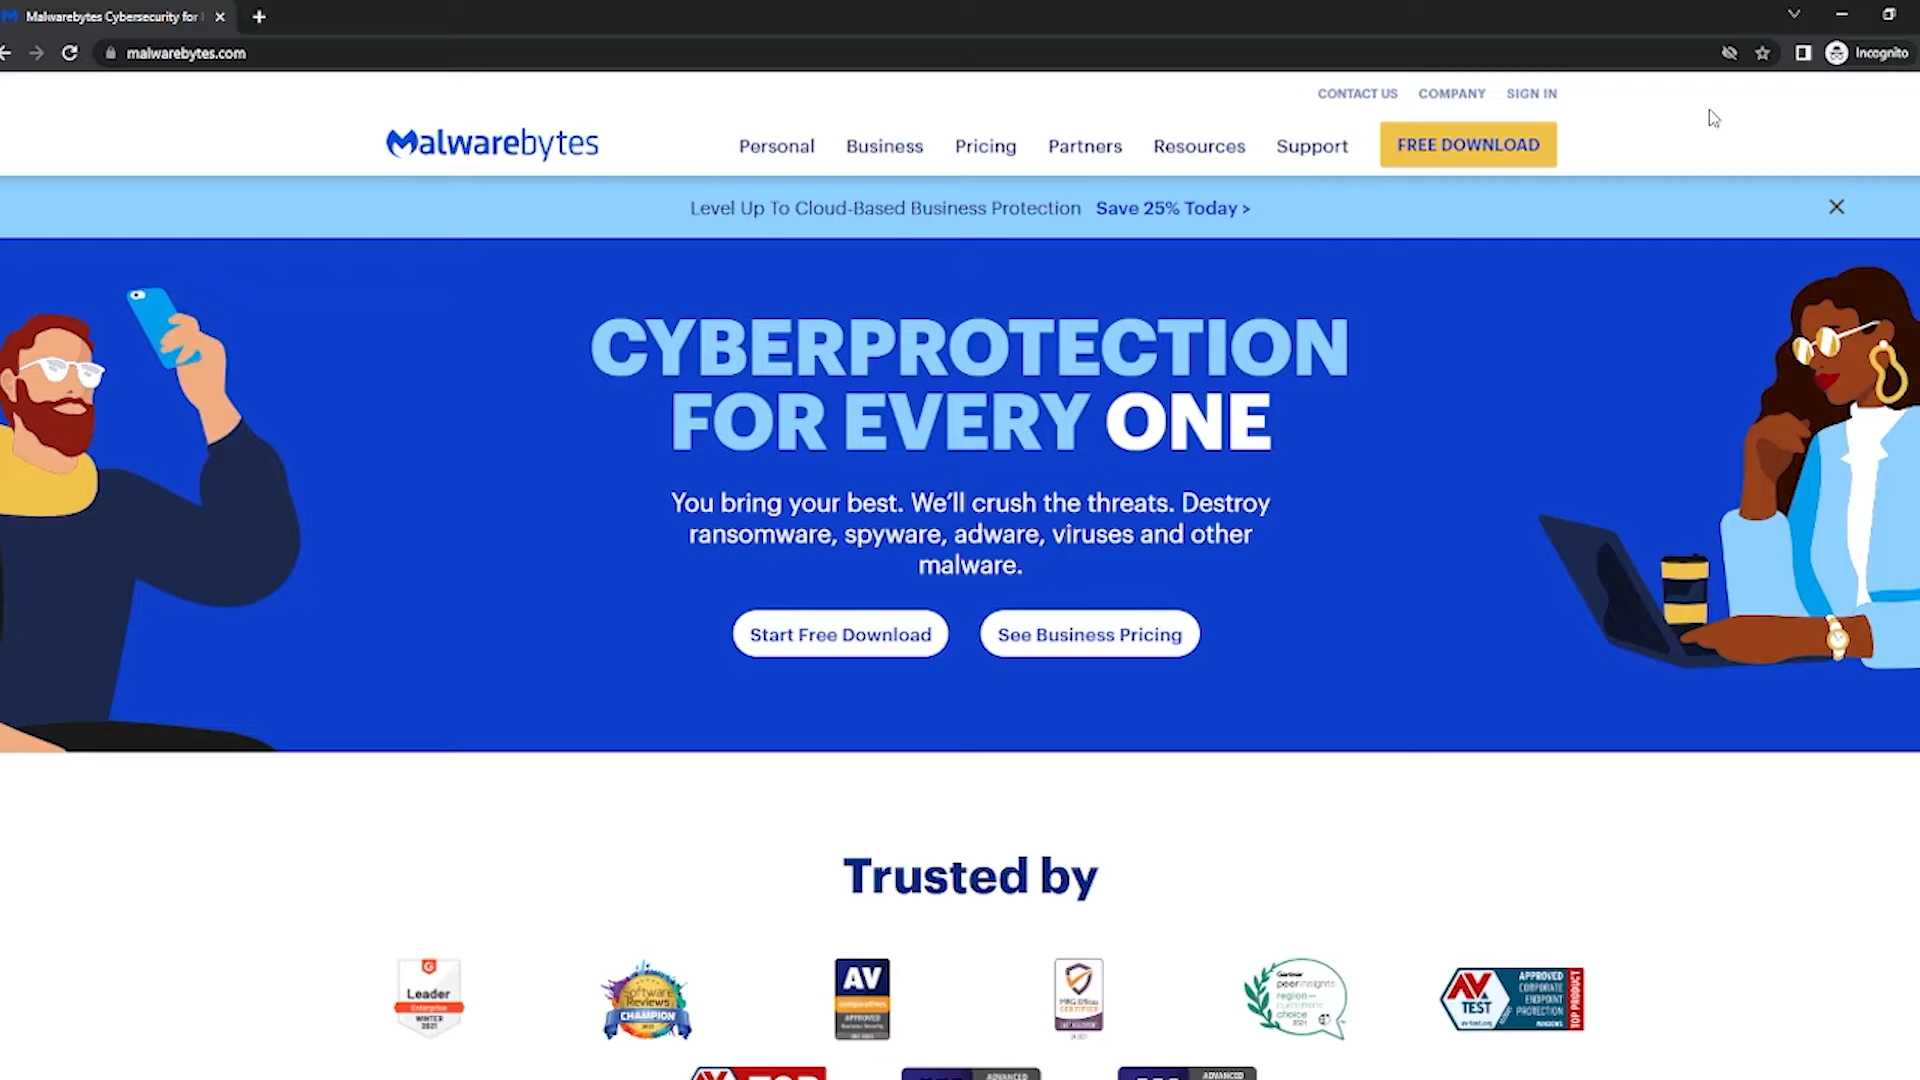 Malwarebytes Cybersecurity for
malwarebytes.com
Incognito
CONTACT US COMPANY SIGN IN
Malwarebytes
Personal Business Pricing Partners Resources Support FREE DOWNLOAD
Level Up To Cloud-Based Business Protection Save 25% Today >
CYBERPROTECTION
FOR EVERY ONE
You bring your best. We’ll crush the threats. Destroy
ransomware, spyware, adware, viruses and other
malware.
Start Free Download See Business Pricing
Trusted by
Leader
Enterprise
WINTER
2021
Software
Reviews
CHAMPION
AV
comparatives
APPROVED
Business Security
MRG Effitas
CERTIFIED
Gartner
peerinsights
region—
customers'
choice
2021
AV
TEST
av-test.org
APPROVED
CORPORATE
ENDPOINT
PROTECTION
WINDOWS
TOP PRODUCT
ADVANCED
ADVANCED